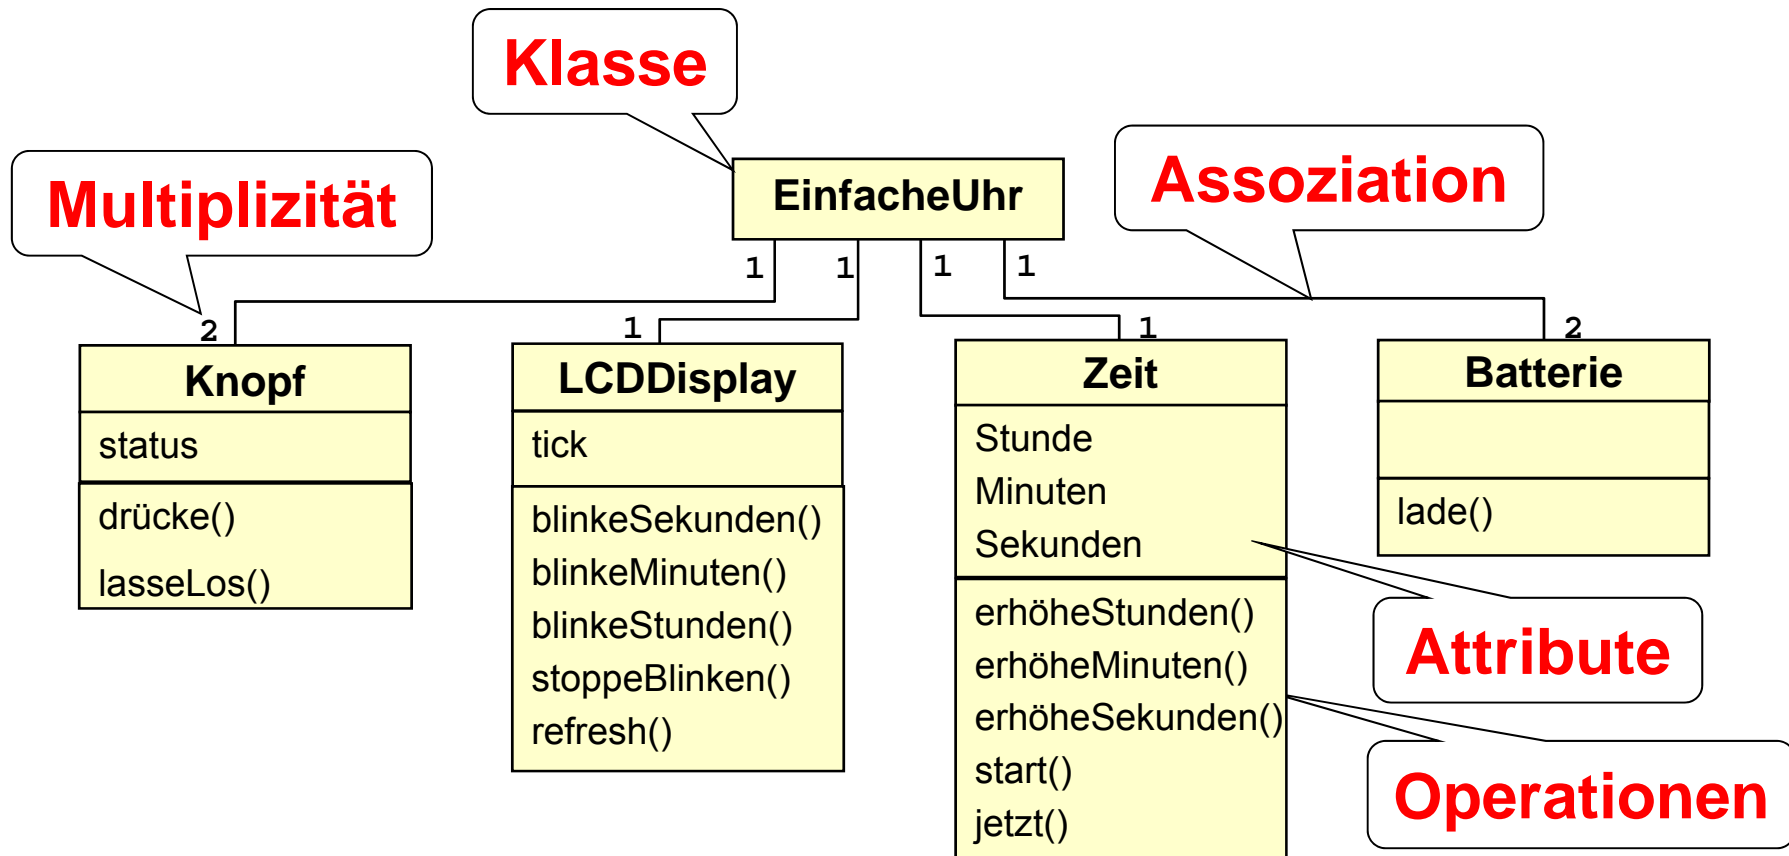 Klasse
Multiplizität
EinfacheUhr
Assoziation
1
1
1
1
2
1
1
2
Knopf
status
drücke()
lasseLos()
LCDDisplay
tick
blinkeSekunden()
blinkeMinuten()
blinkeStunden()
stoppeBlinken()
refresh()
Zeit
Stunde
Minuten
Sekunden
erhöheStunden()
erhöheMinuten()
erhöheSekunden()
start()
jetzt()
Batterie
lade()
Attribute
Operationen